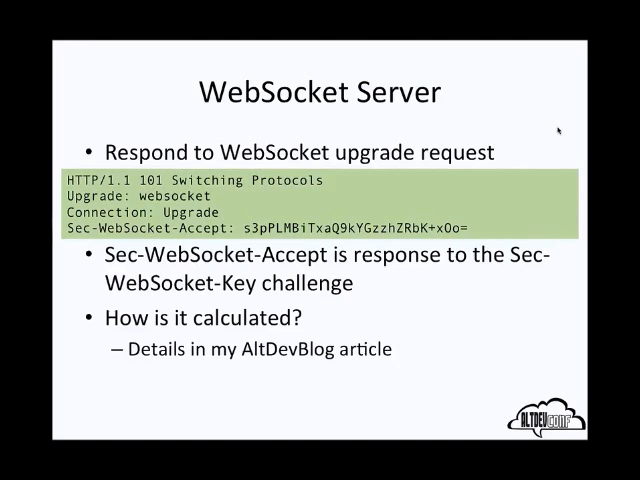 WebSocket Server
• Respond to WebSocket upgrade request
HTTP/1.1 101 Switching Protocols
Upgrade: websocket
Connection: Upgrade
Sec-WebSocket-Accept: s3pPLMBiTxaQ9kYGzzhZRbK+xOo=
• Sec-WebSocket-Accept is response to the Sec-
WebSocket-Key challenge
• How is it calculated?
– Details in my AltDevBlog article
ALTDEVCONF